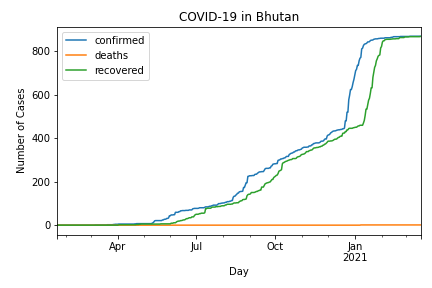 COVID-19 in Bhutan
confirmed
deaths
recovered
Number of Cases
800
600
400
200
0
Apr
Jul
Oct
Jan
2021
Day